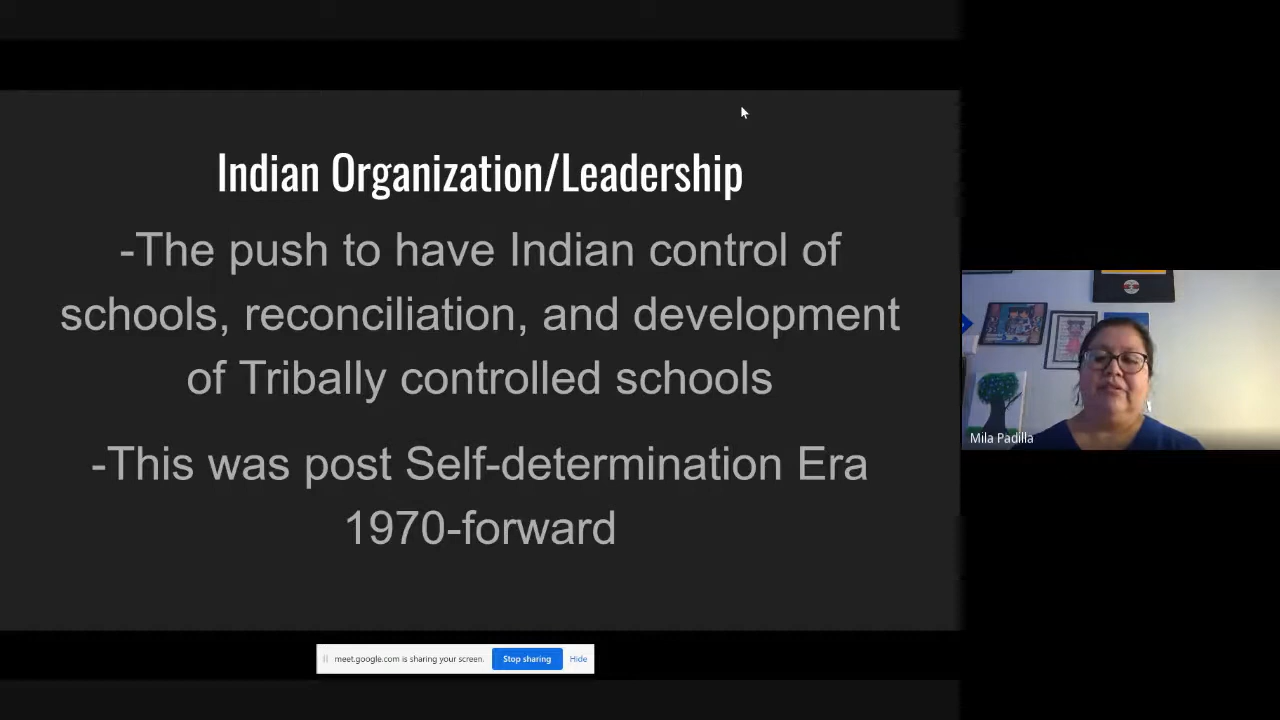 Indian Organization/Leadership
-The push to have Indian control of
schools, reconciliation, and development
of Tribally controlled schools
-This was post Self-determination Era
1970-forward
Mila Padilla
meet.google.com is sharing your screen.
Stop sharing
Hide